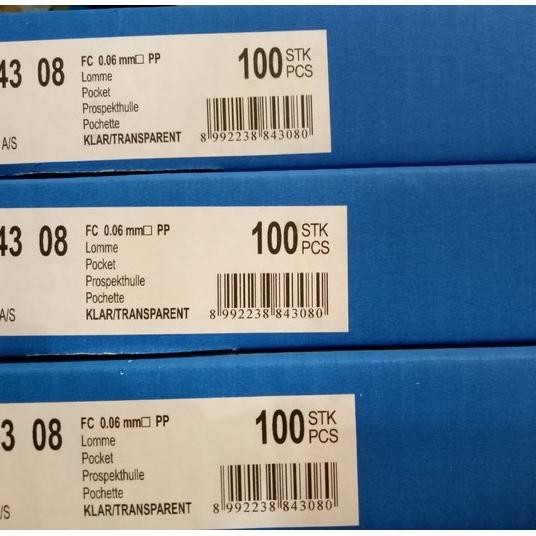 43 08
FC 0.06 mm□ PP
Lomme
Pocket
Prospekthulle
Pochette
KLAR/TRANSPARENT
100 STK PCS
8 992238 843080
A/S
43 08
FC 0.06 mm□ PP
Lomme
Pocket
Prospekthulle
Pochette
KLAR/TRANSPARENT
100 STK PCS
8 992238 843080
A/S
3 08
FC 0.06 mm□ PP
Lomme
Pocket
Prospekthulle
Pochette
KLAR/TRANSPARENT
100 STK PCS
8 992238 843080
/S